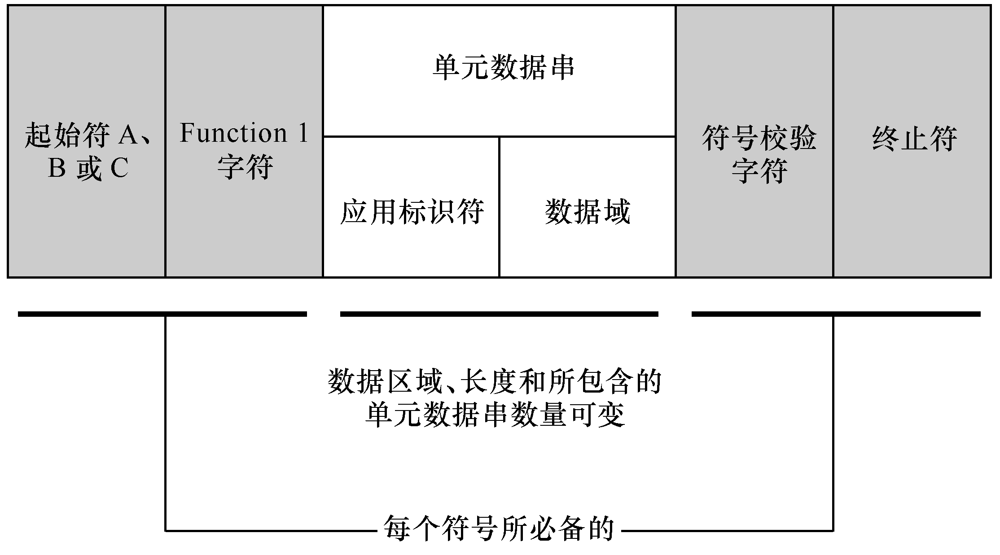 起始符 A、
B 或 C
Function 1
字符
单元数据串
应用标识符
数据域
符号校验
字符
终止符
数据区域、长度和所包含的
单元数据串数量可变
每个符号所必备的